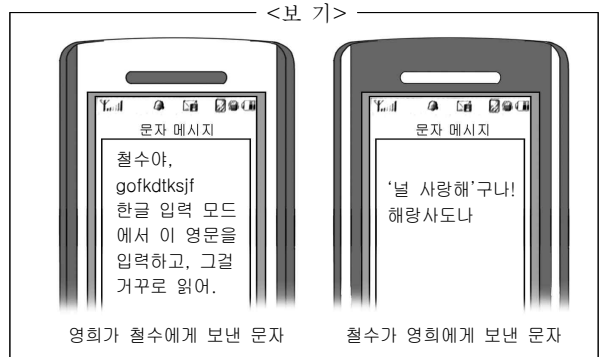 <보 기>
문자 메시지
철수야,
gofkdtksjf
한글 입력 모드
에서 이 영문을
입력하고, 그걸
거꾸로 읽어.
영희가 철수에게 보낸 문자
문자 메시지
‘널 사랑해’구나!
해랑사도나
철수가 영희에게 보낸 문자